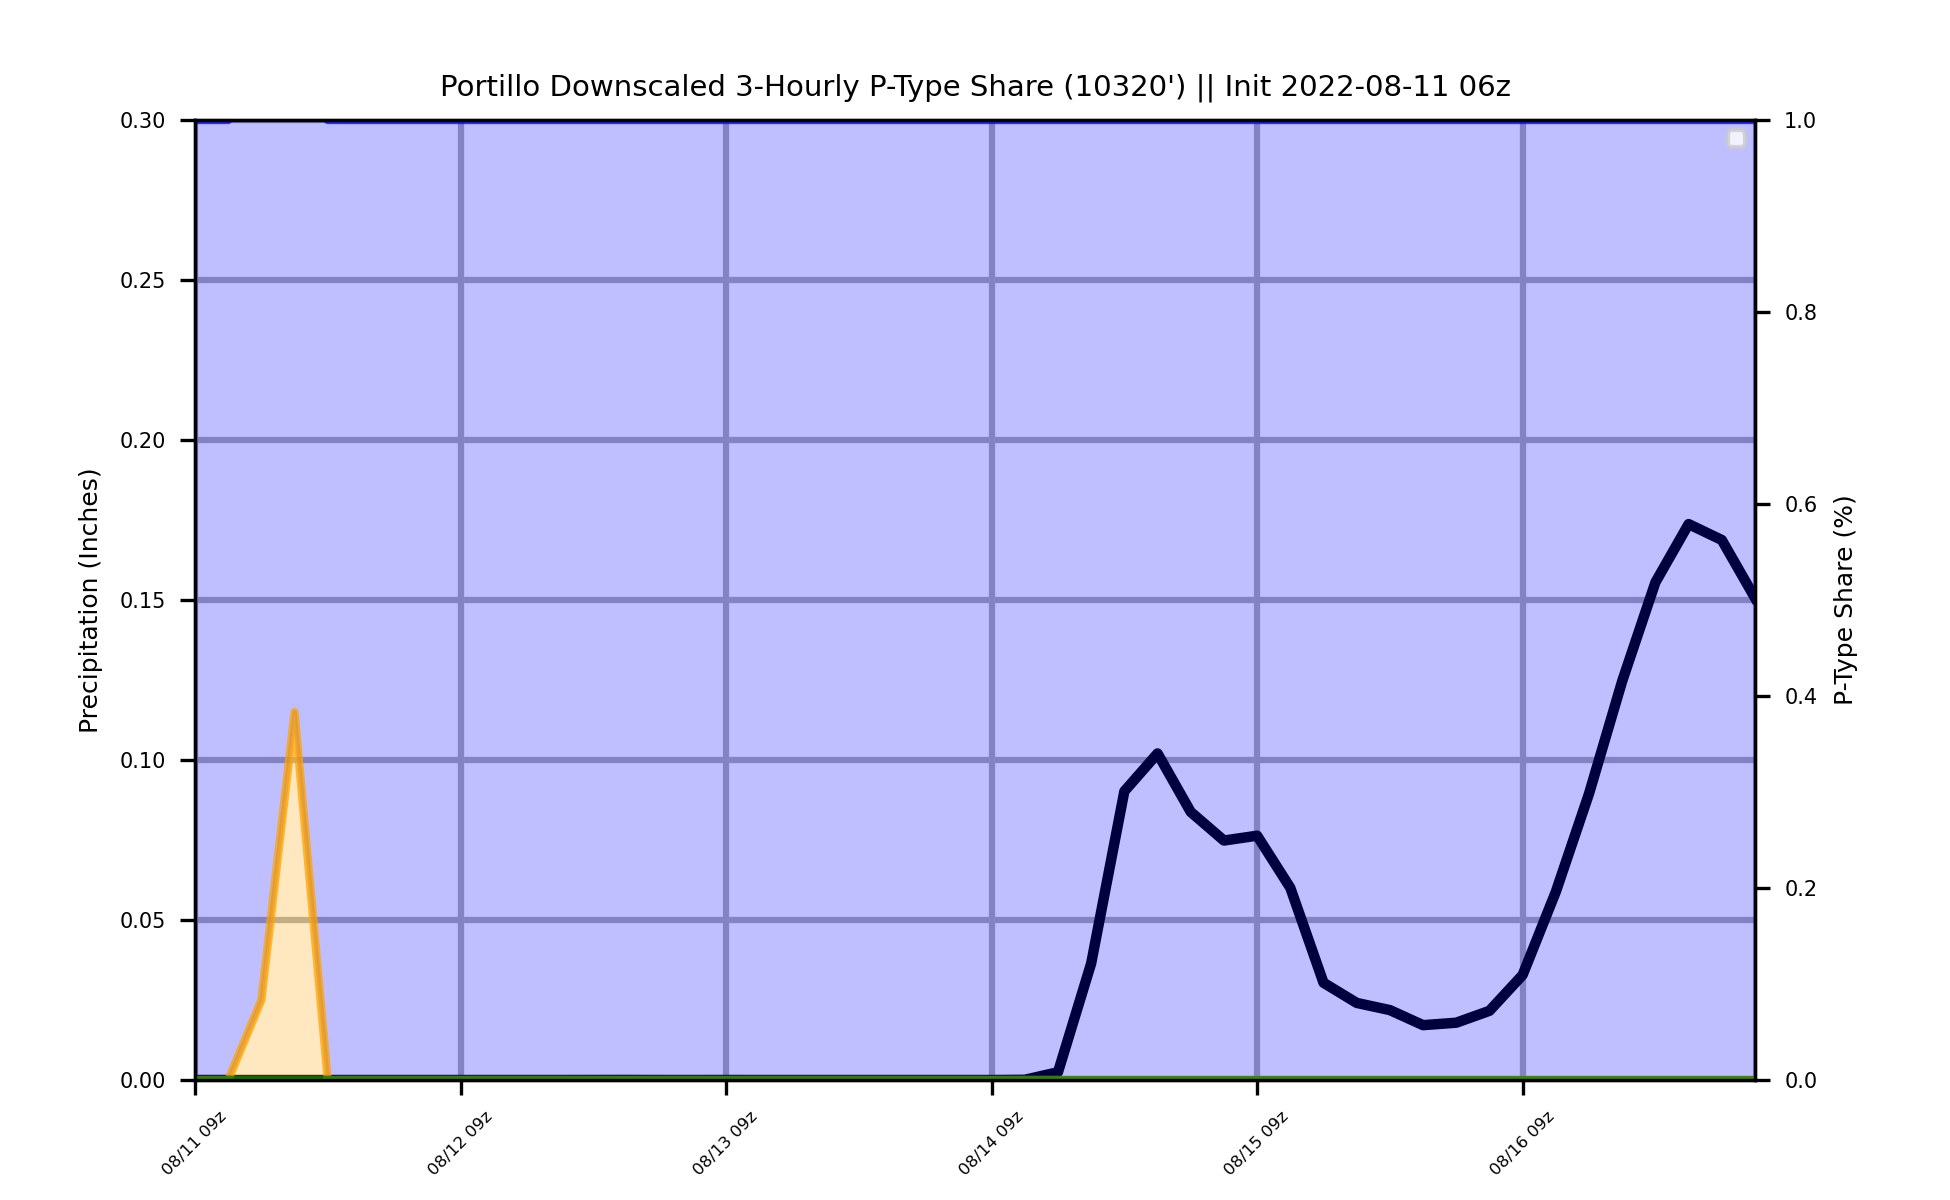 Portillo Downscaled 3-Hourly P-Type Share (10320') || Init 2022-08-11 06z
0.30
0.25
0.20
0.15
0.10
0.05
0.00
Precipitation (Inches)
1.0
0.8
0.6
0.4
0.2
0.0
P-Type Share (%)
08/11 09z
08/12 09z
08/13 09z
08/14 09z
08/15 09z
08/16 09z